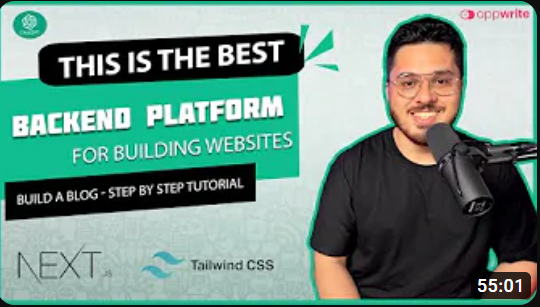 appwrite
THIS IS THE BEST
BACKEND PLATFORM
FOR BUILDING WEBSITES
BUILD A BLOG - STEP BY STEP TUTORIAL
NEXT.JS
Tailwind CSS
55:01